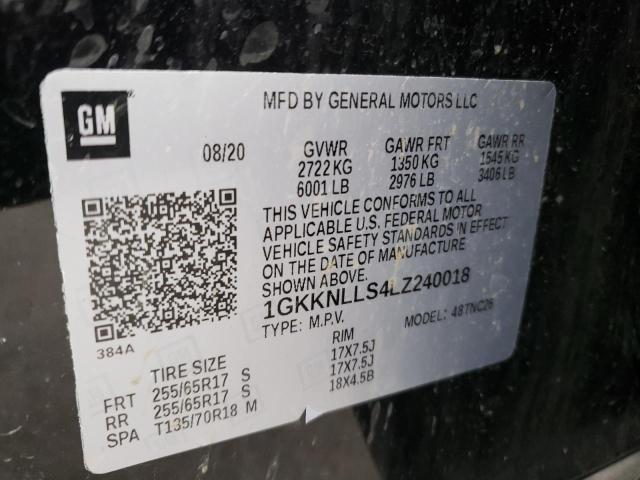 GM
MFD BY GENERAL MOTORS LLC
08/20 GVWR GAWR FRT GAWR RR
2722 KG 1350 KG 1545 KG
6001 LB 2976 LB 3406 LB
THIS VEHICLE CONFORMS TO ALL
APPLICABLE U.S. FEDERAL MOTOR
VEHICLE SAFETY STANDARDS IN EFFECT
ON THE DATE OF MANUFACTURE
SHOWN ABOVE.
1GKKNLLS4LZ240018
TYPE: M.P.V. MODEL: 48TNC26
384A
TIRE SIZE RIM
FRT 255/65R17 S 17X7.5J
RR 255/65R17 S 17X7.5J
SPA T135/70R18 M 18X4.5B